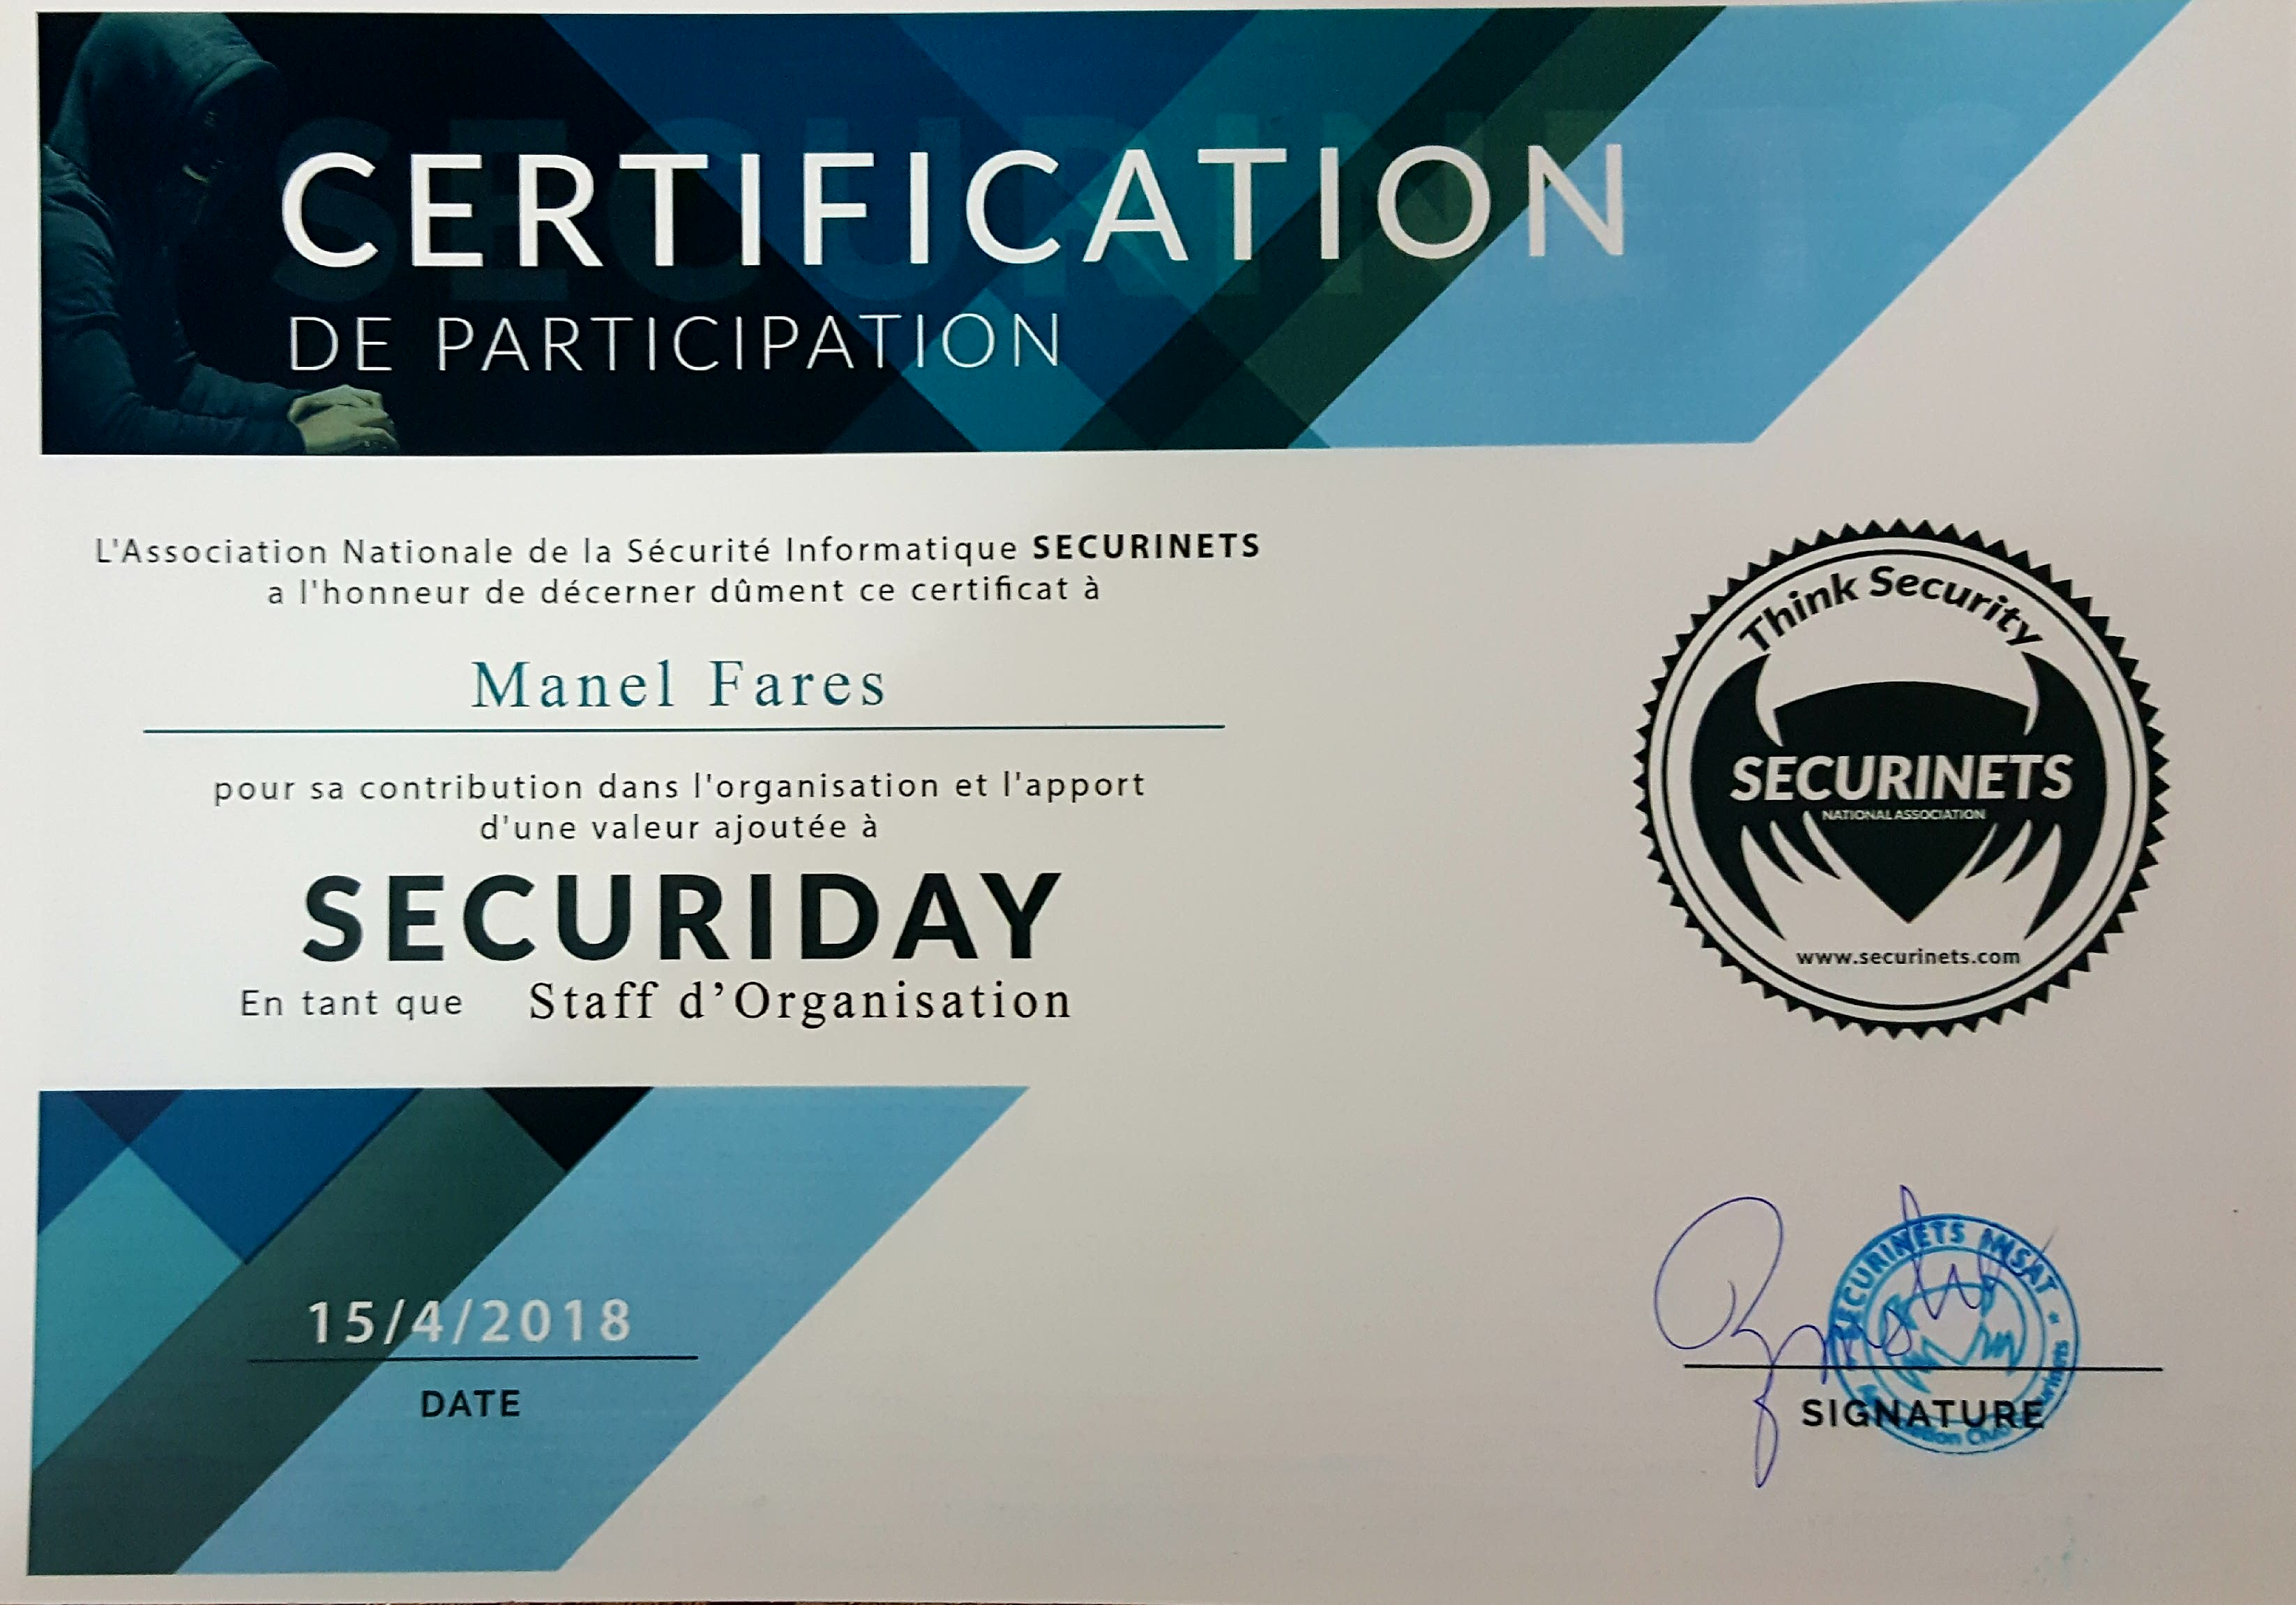 SECURINETS
CERTIFICATION
DE PARTICIPATION
L'Association Nationale de la Sécurité Informatique SECURINETS
a l'honneur de décerner dûment ce certificat à
Manel Fares
pour sa contribution dans l'organisation et l'apport
d'une valeur ajoutée à
SECURIDAY
En tant que Staff d’Organisation
Think Security
SECURINETS
NATIONAL ASSOCIATION
www.securinets.com
15/4/2018
DATE
SECURINETS INSAT
SIGNATURE